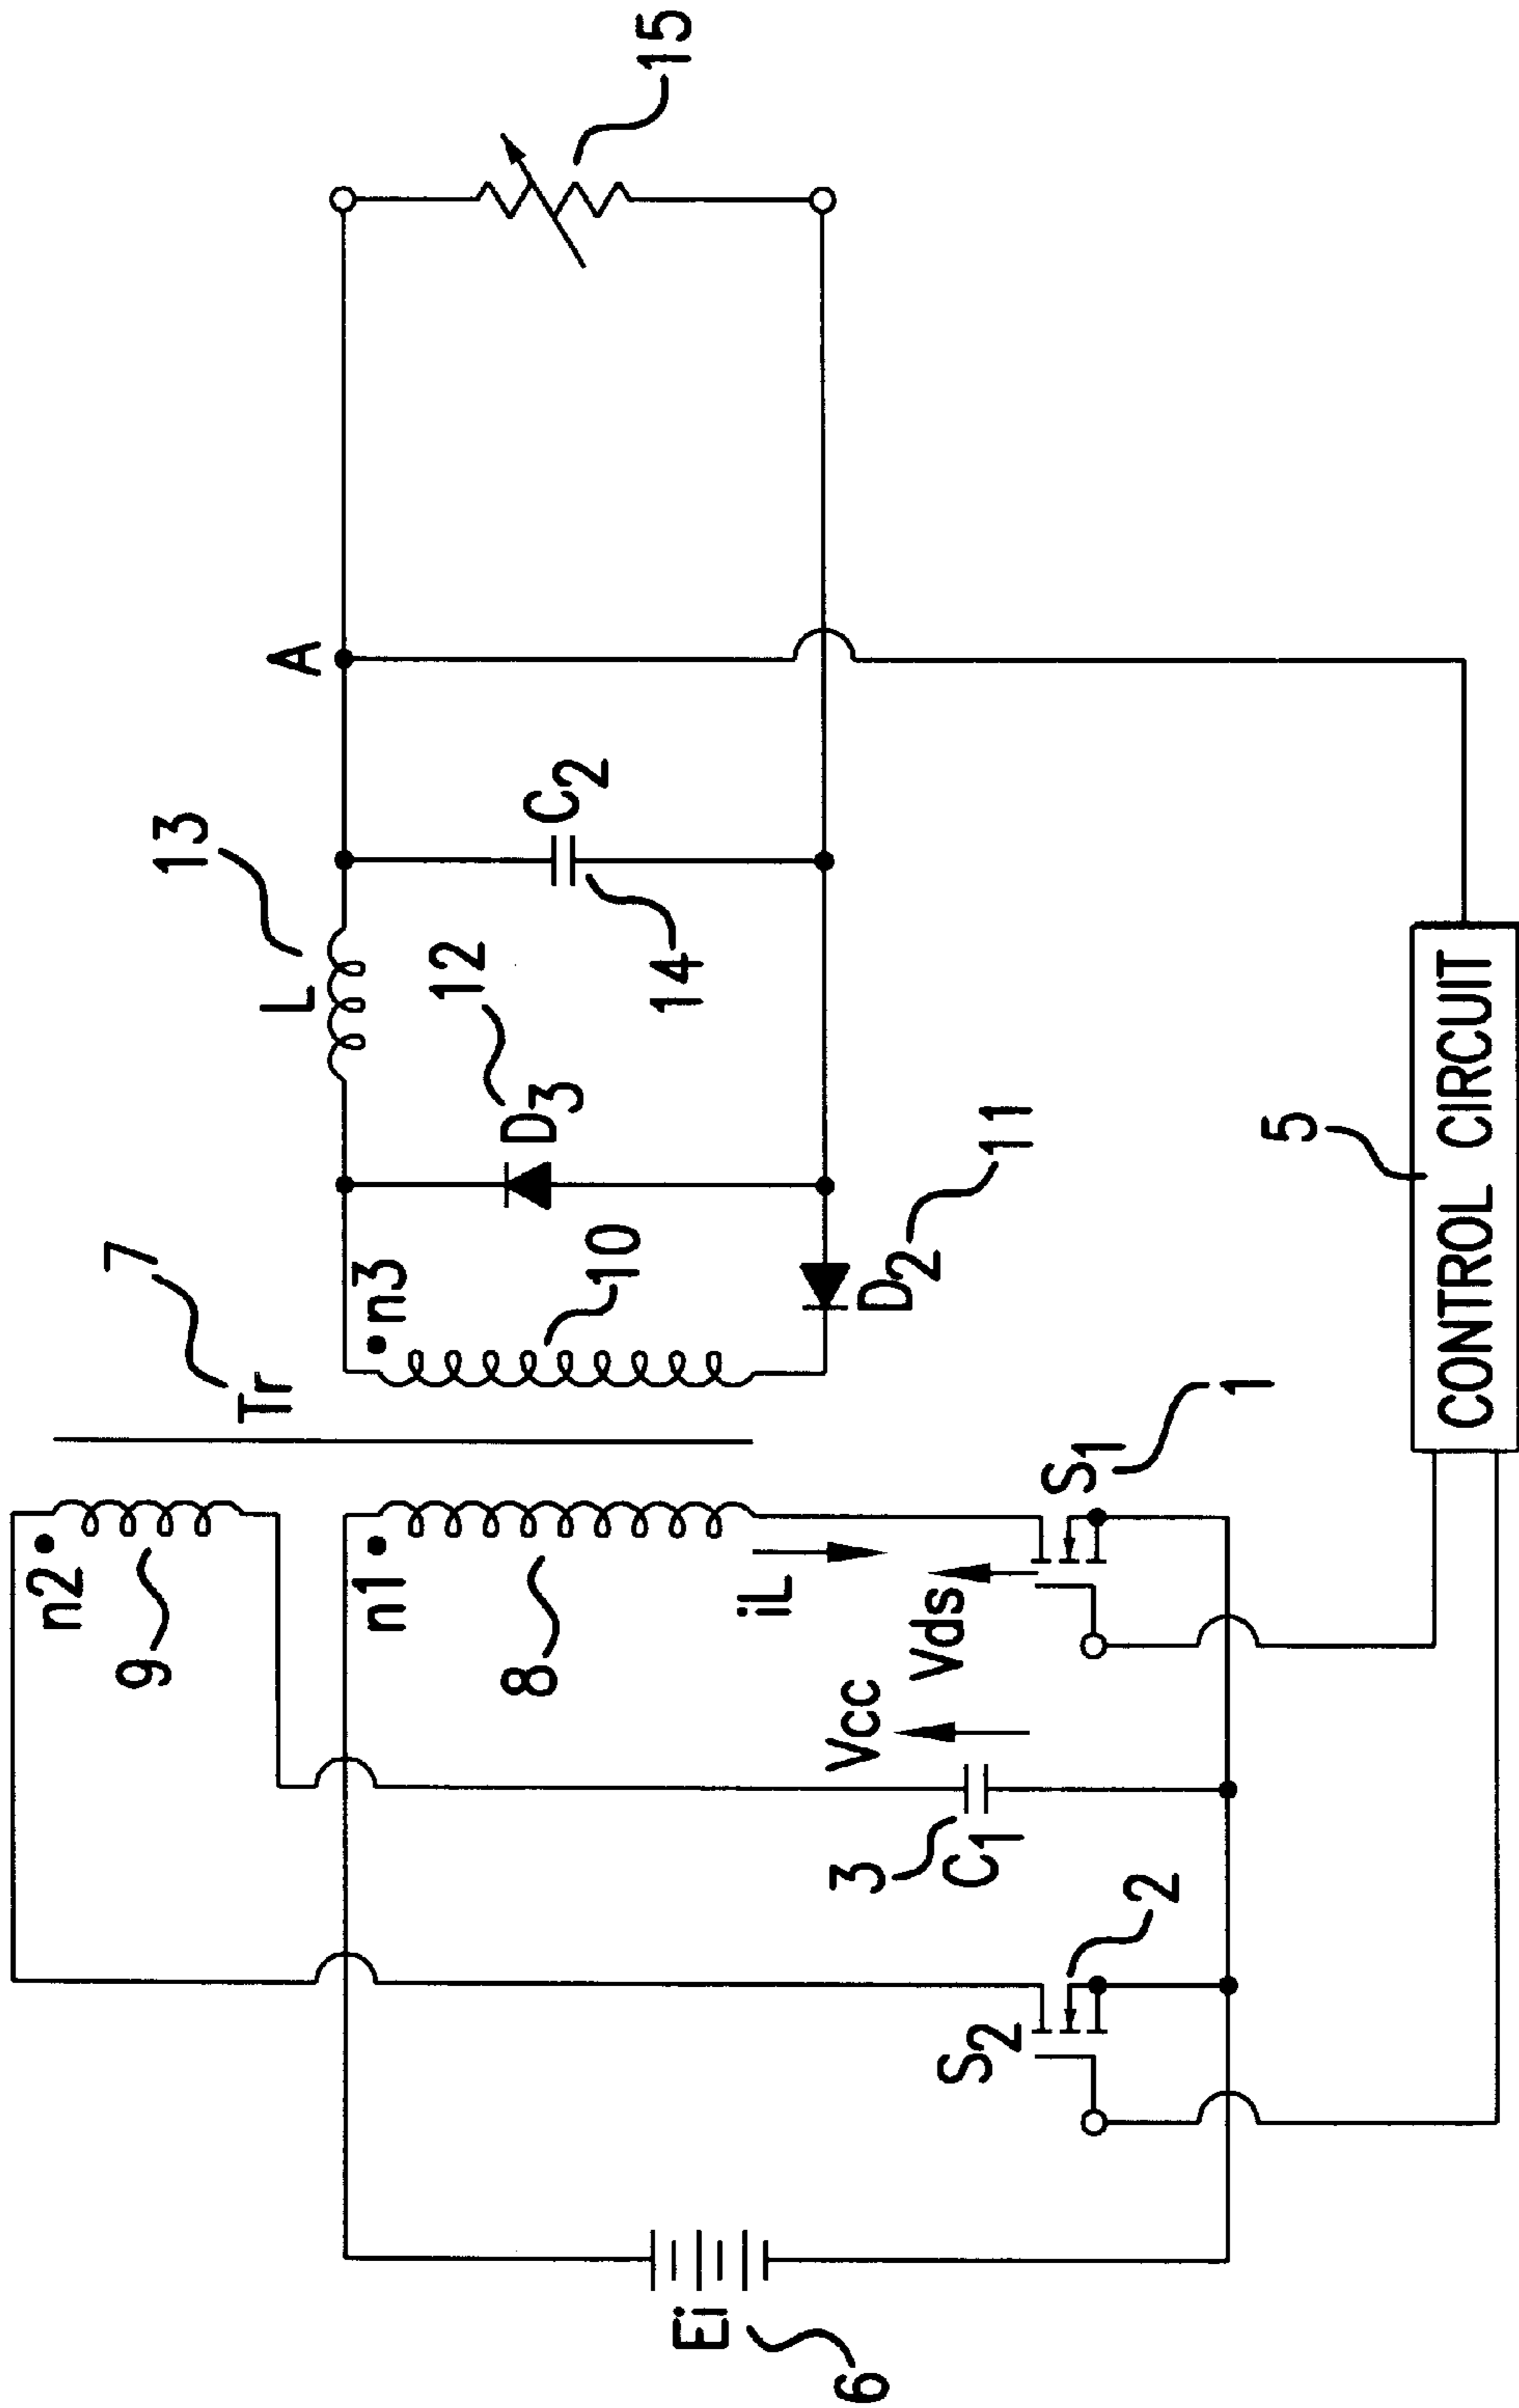 7
Tr
n2
9
n1
8
iL
Vcc
Vds
3
C1
S1
1
S2
2
Ei
6
n3
10
D2
11
D3
12
L
13
C2
14
A
15
5
CONTROL CIRCUIT